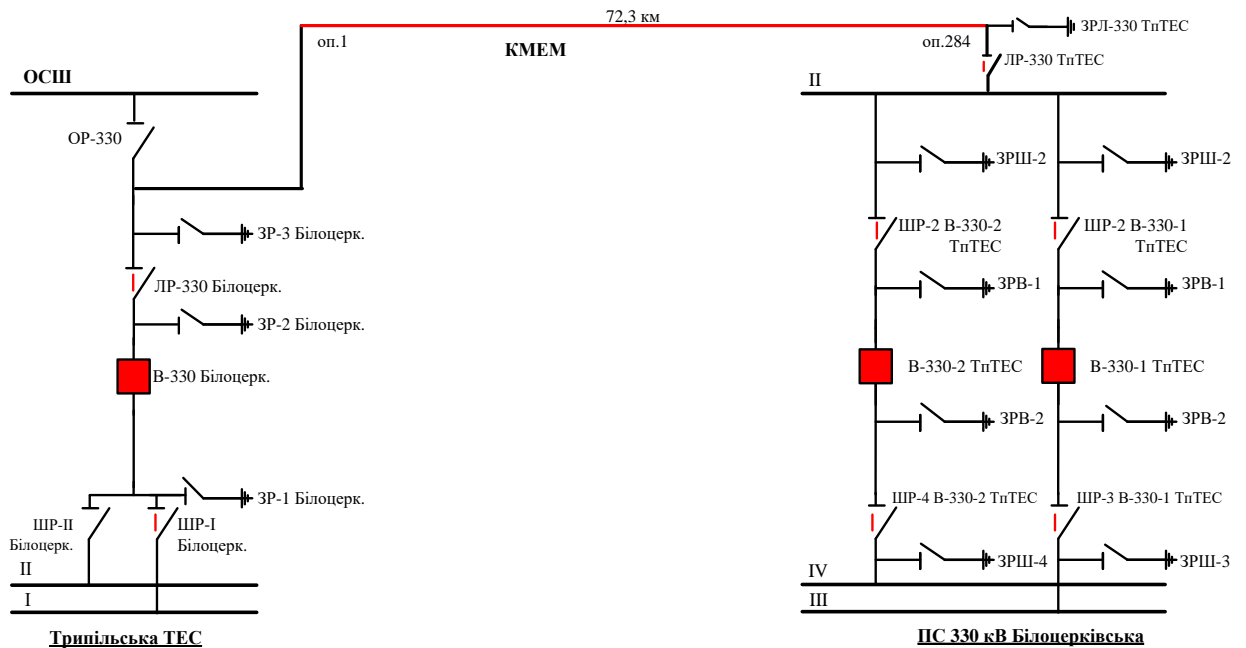 72,3 км
ЗРЛ-330 ТпТЕС
оп.1
КМЕМ
оп.284
ЛР-330 ТпТЕС
ОСШ
II
ОР-330
ЗРШ-2
ЗРШ-2
ЗР-3 Білоцерк.
ШР-2 В-330-2
ТпТЕС
ШР-2 В-330-1
ТпТЕС
ЛР-330 Білоцерк.
ЗРВ-1
ЗРВ-1
ЗР-2 Білоцерк.
В-330 Білоцерк.
В-330-2 ТпТЕС
В-330-1 ТпТЕС
ЗРВ-2
ЗРВ-2
ЗР-1 Білоцерк.
ШР-4 В-330-2 ТпТЕС
ШР-3 В-330-1 ТпТЕС
ШР-II
Білоцерк.
ШР-I
Білоцерк.
ЗРШ-4
ЗРШ-3
II
IV
I
III
Трипільська ТЕС
ПС 330 кВ Білоцерківська